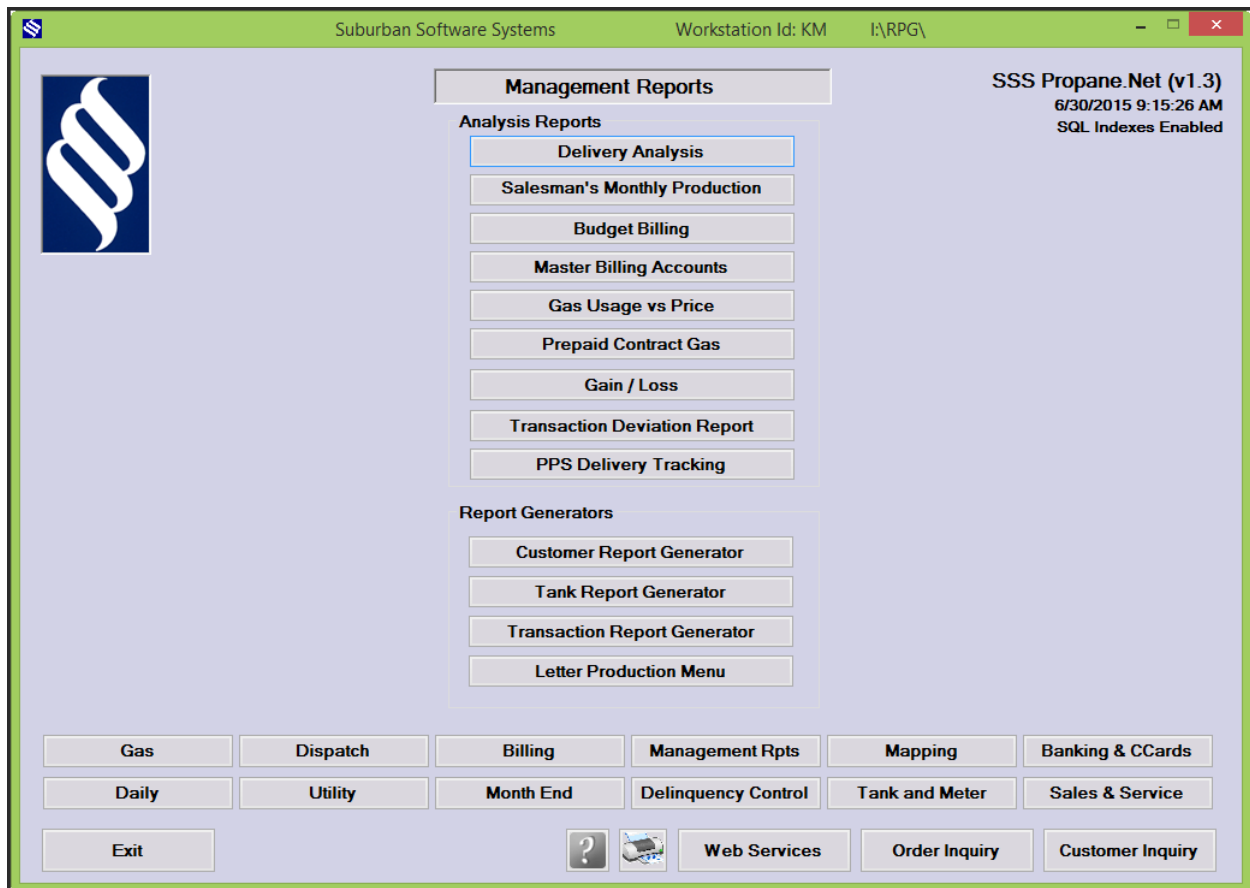 Suburban Software Systems Workstation Id: KM I:\RPG\
Management Reports
SSS Propane.Net (v1.3)
6/30/2015 9:15:26 AM
SQL Indexes Enabled
Analysis Reports
Delivery Analysis
Salesman's Monthly Production
Budget Billing
Master Billing Accounts
Gas Usage vs Price
Prepaid Contract Gas
Gain / Loss
Transaction Deviation Report
PPS Delivery Tracking
Report Generators
Customer Report Generator
Tank Report Generator
Transaction Report Generator
Letter Production Menu
Gas Dispatch Billing Management Rpts Mapping Banking & CCards
Daily Utility Month End Delinquency Control Tank and Meter Sales & Service
Exit ? Web Services Order Inquiry Customer Inquiry